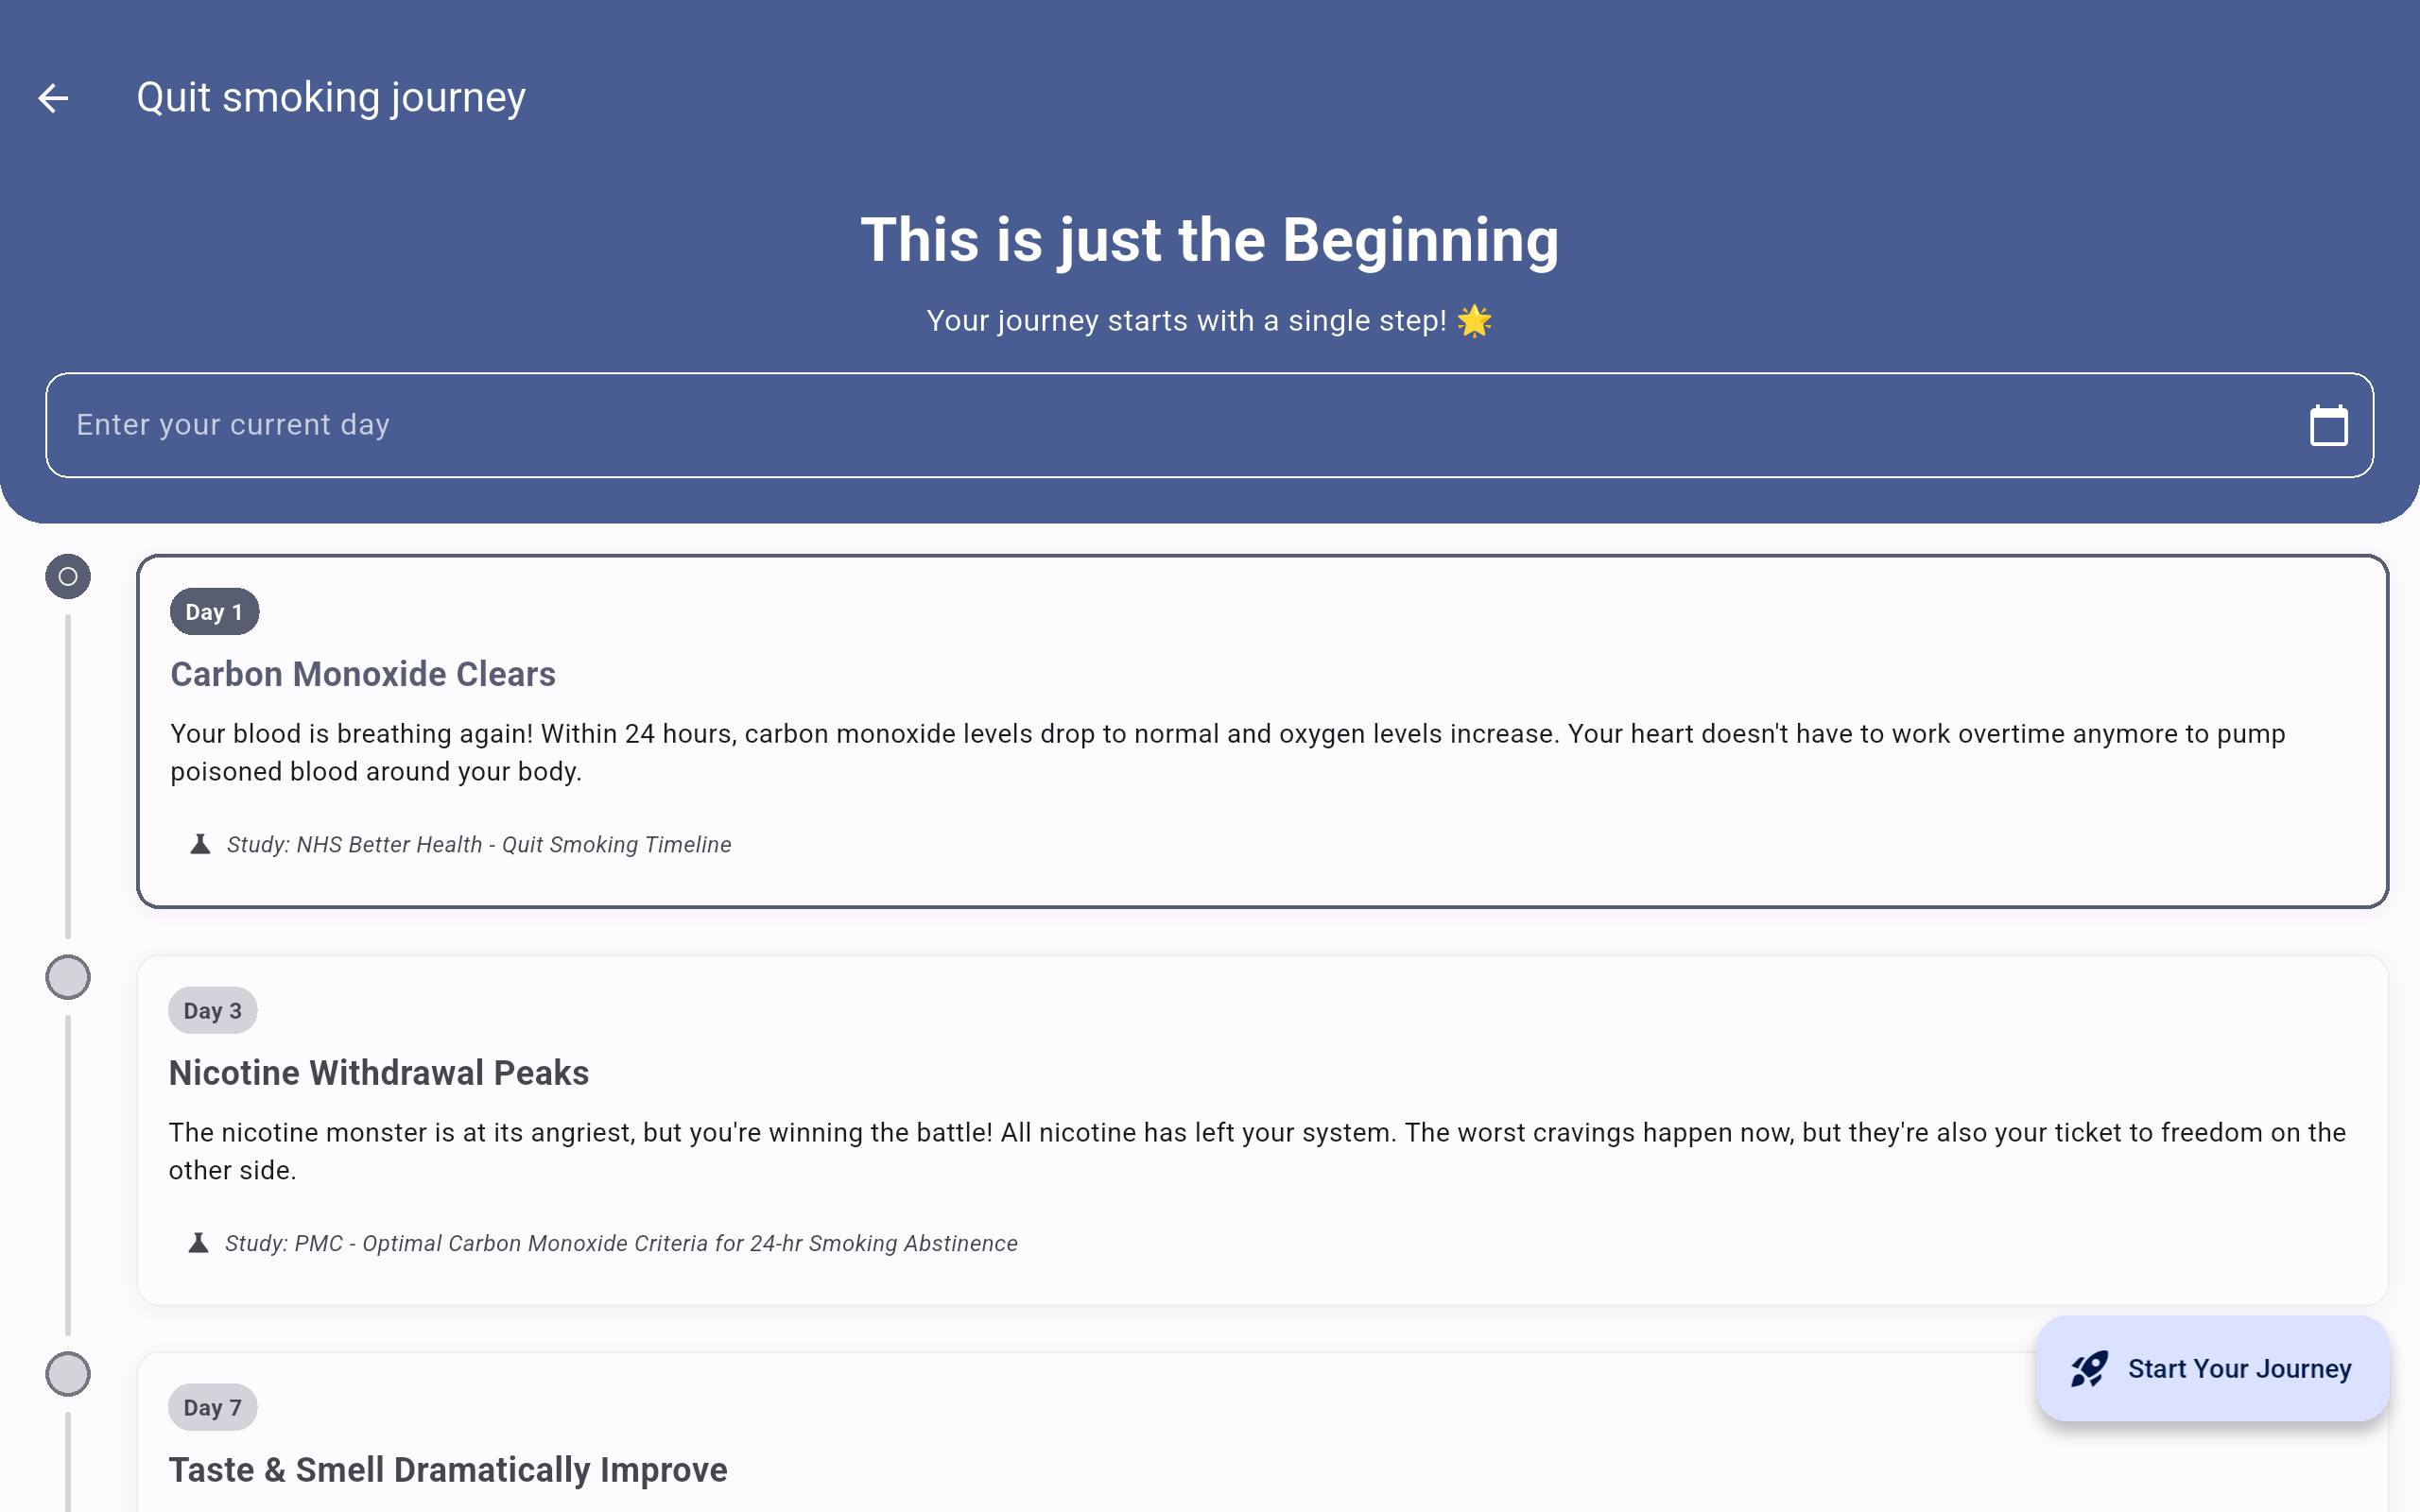 Quit smoking journey
This is just the Beginning
Your journey starts with a single step! 🌟
Enter your current day
Day 1
Carbon Monoxide Clears
Your blood is breathing again! Within 24 hours, carbon monoxide levels drop to normal and oxygen levels increase. Your heart doesn't have to work overtime anymore to pump
poisoned blood around your body.
Study: NHS Better Health - Quit Smoking Timeline
Day 3
Nicotine Withdrawal Peaks
The nicotine monster is at its angriest, but you're winning the battle! All nicotine has left your system. The worst cravings happen now, but they're also your ticket to freedom on the
other side.
Study: PMC - Optimal Carbon Monoxide Criteria for 24-hr Smoking Abstinence
Start Your Journey
Day 7
Taste & Smell Dramatically Improve